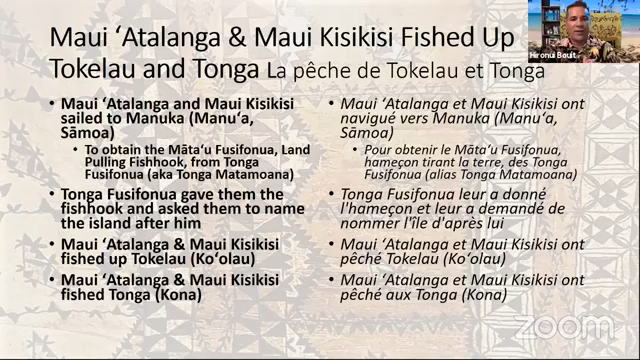 Maui ‘Atalanga & Maui Kisikisi Fished Up
Tokelau and Tonga La pêche de Tokelau et Tonga
Hironui Bouit
• Maui ‘Atalanga and Maui Kisikisi
sailed to Manuka (Manu‘a,
Sāmoa)
• To obtain the Māta‘u Fusifonua, Land
Pulling Fishhook, from Tonga
Fusifonua (aka Tonga Matamoana)
• Tonga Fusifonua gave them the
fishhook and asked them to name
the island after him
• Maui ‘Atalanga & Maui Kisikisi
fished up Tokelau (Ko‘olau)
• Maui ‘Atalanga & Maui Kisikisi
fished Tonga (Kona)
• Maui ‘Atalanga et Maui Kisikisi ont
navigué vers Manuka (Manu‘a,
Sāmoa)
• Pour obtenir le Māta‘u Fusifonua,
hameçon tirant la terre, des Tonga
Fusifonua (alias Tonga Matamoana)
• Tonga Fusifonua leur a donné
l'hameçon et leur a demandé de
nommer l'île d'après lui
• Maui ‘Atalanga et Maui Kisikisi ont
pêché Tokelau (Ko‘olau)
• Maui ‘Atalanga et Maui Kisikisi ont
pêché aux Tonga (Kona)
zoom